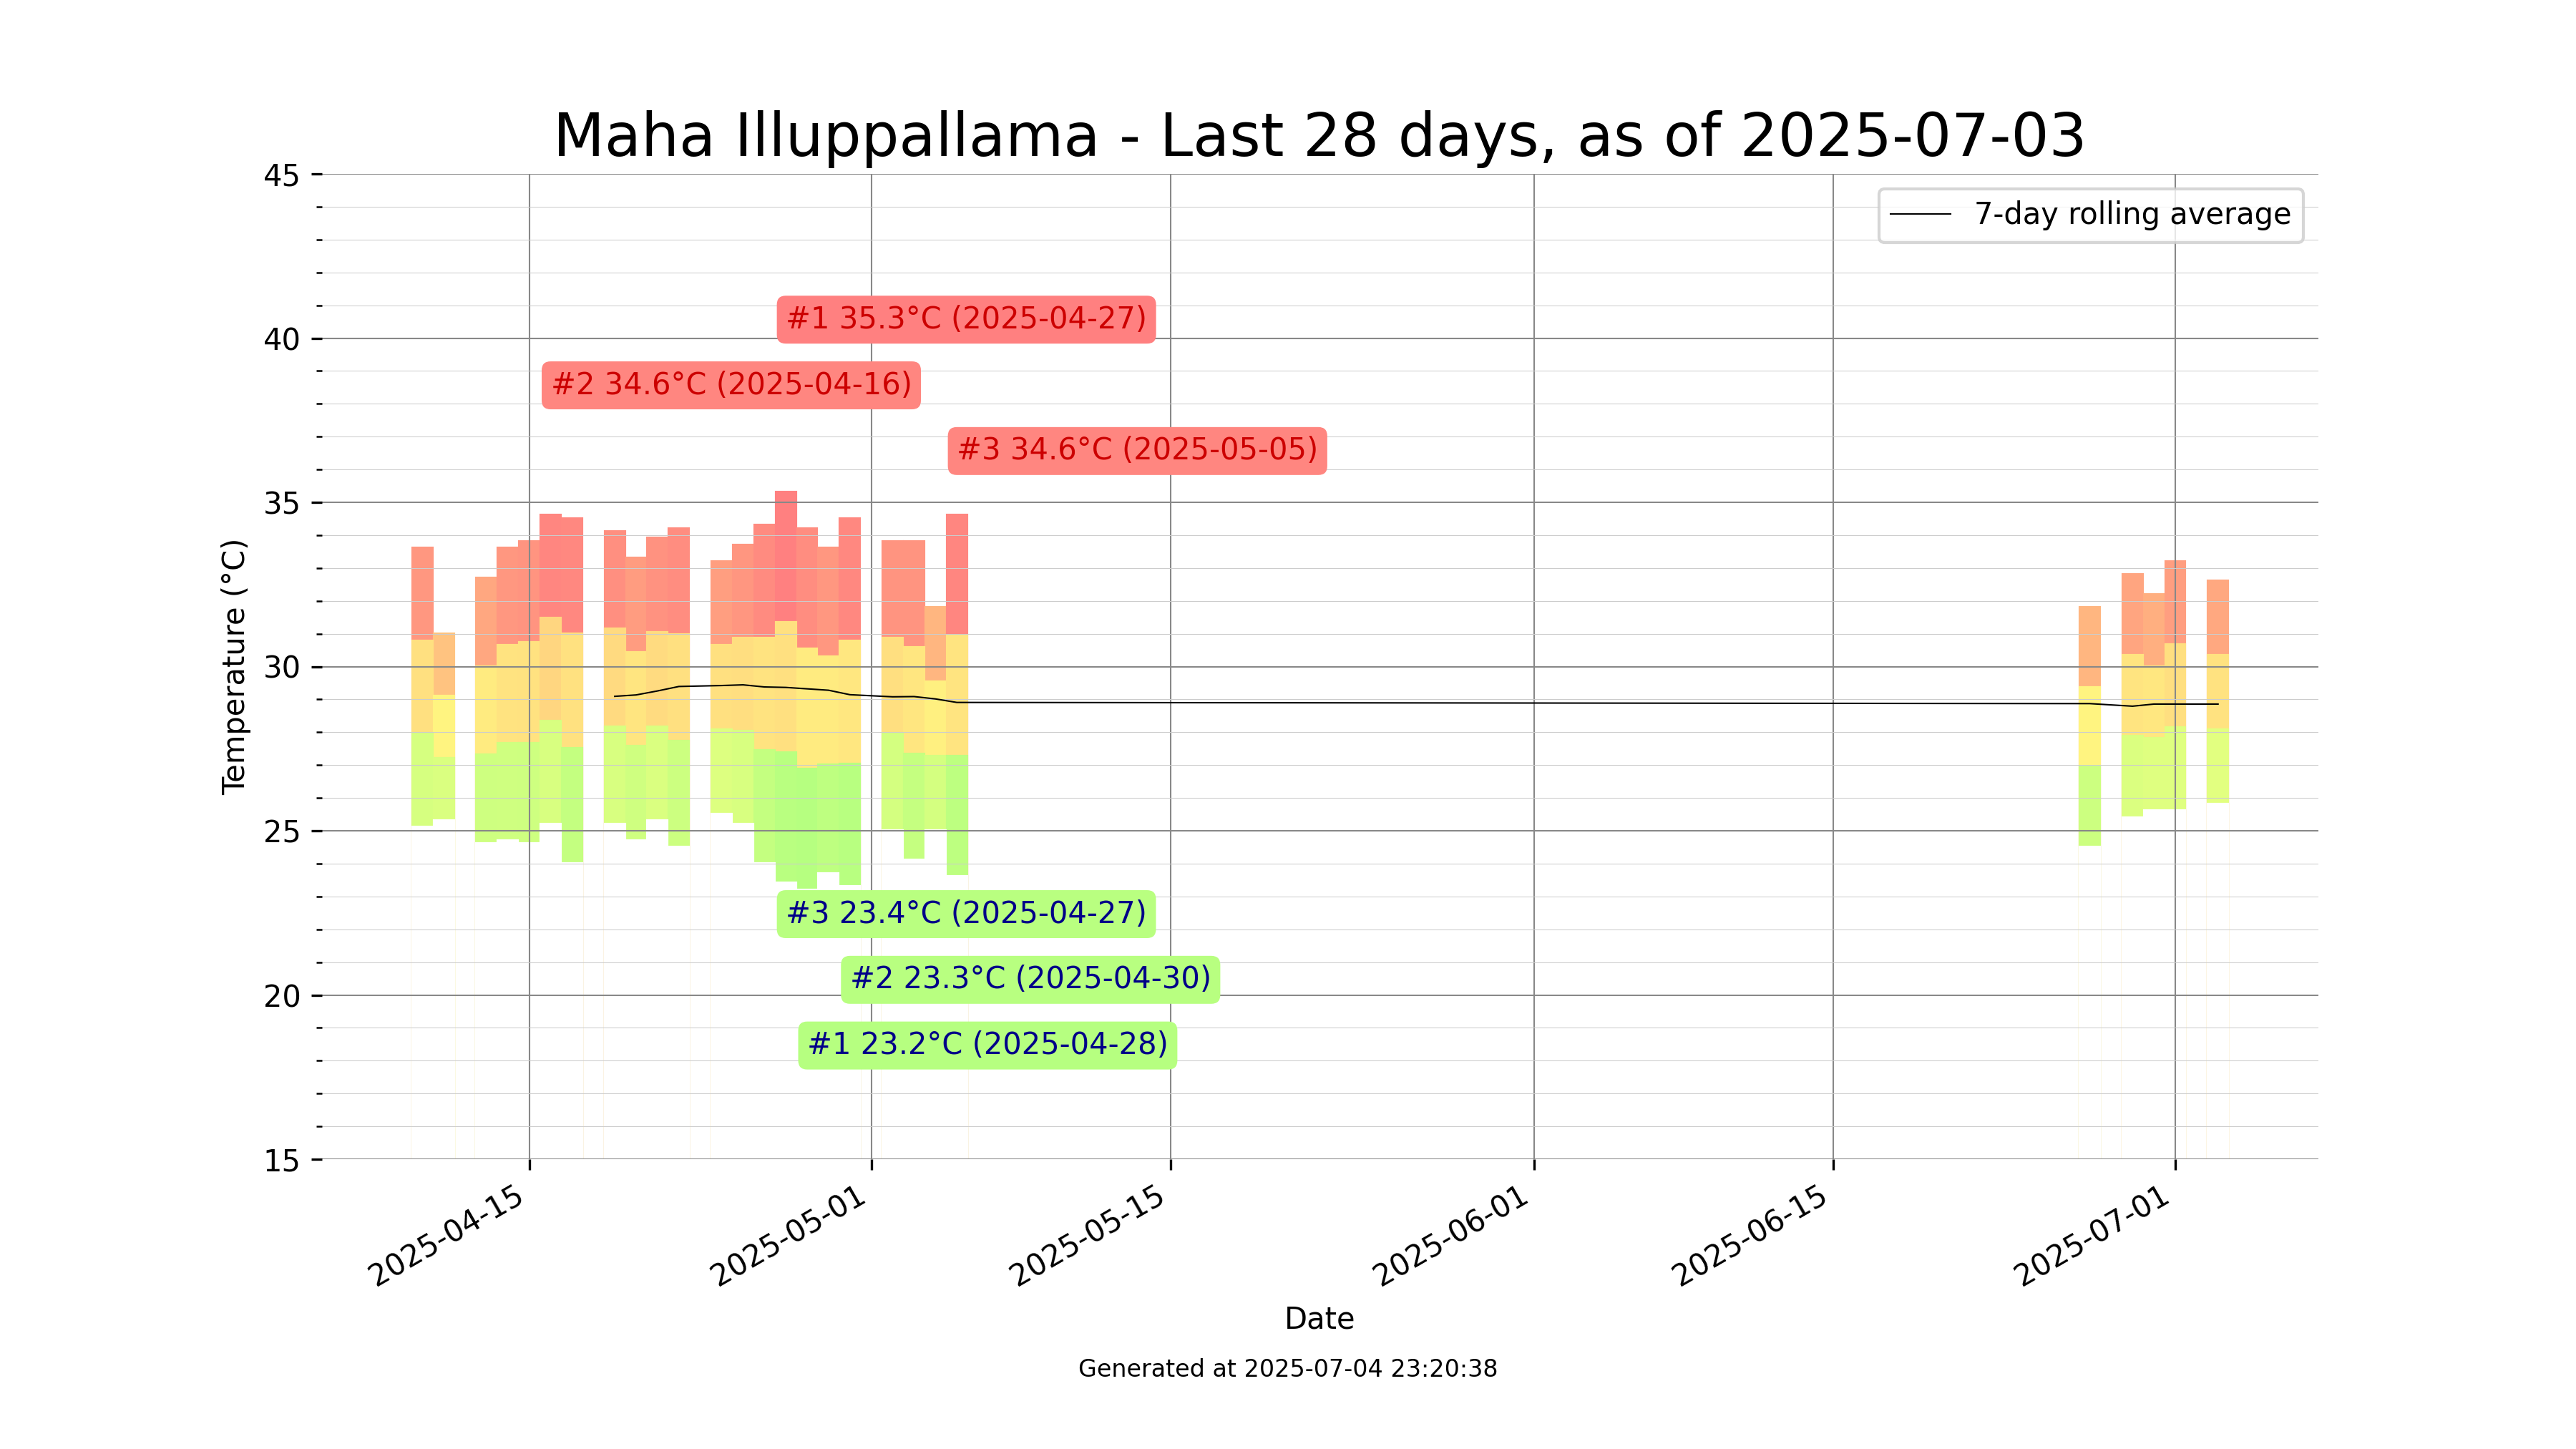 Maha Illuppallama - Last 28 days, as of 2025-07-03
45
7-day rolling average
#1 35.3°C (2025-04-27)
40
#2 34.6°C (2025-04-16)
#3 34.6°C (2025-05-05)
35
30
Temperature (°C)
25
#3 23.4°C (2025-04-27)
#2 23.3°C (2025-04-30)
20
#1 23.2°C (2025-04-28)
15
2025-04-15
2025-05-01
2025-05-15
2025-06-01
2025-06-15
2025-07-01
Date
Generated at 2025-07-04 23:20:38